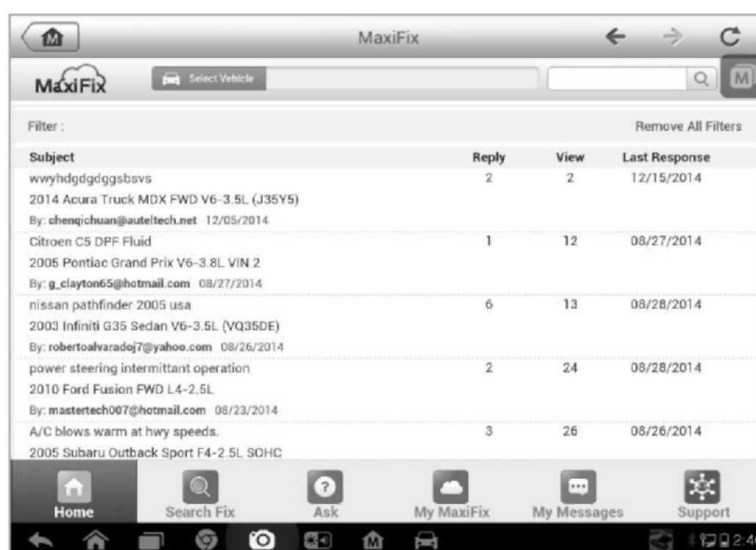 MaxiFix
MaxiFix
Select Vehicle
Filter :
Remove All Filters
Subject Reply View Last Response
wwyhdgdgdggsbsvs 2 2 12/15/2014
2014 Acura Truck MDX FWD V6-3.5L (J35Y5)
By: chenqichuan@auteltech.net 12/05/2014
Citroen C5 DPF Fluid 1 12 08/27/2014
2005 Pontiac Grand Prix V6-3.8L VIN 2
By: g_clayton65@hotmail.com 08/27/2014
nissan pathfinder 2005 usa 6 13 08/28/2014
2003 Infiniti G35 Sedan V6-3.5L (VQ35DE)
By: robertoalvaradoj7@yahoo.com 08/26/2014
power steering intermittant operation 2 24 08/28/2014
2010 Ford Fusion FWD L4-2.5L
By: mastertech007@hotmail.com 08/23/2014
A/C blows warm at hwy speeds. 3 26 08/26/2014
2005 Subaru Outback Sport F4-2.5L SOHC
Home Search Fix Ask My MaxiFix My Messages Support